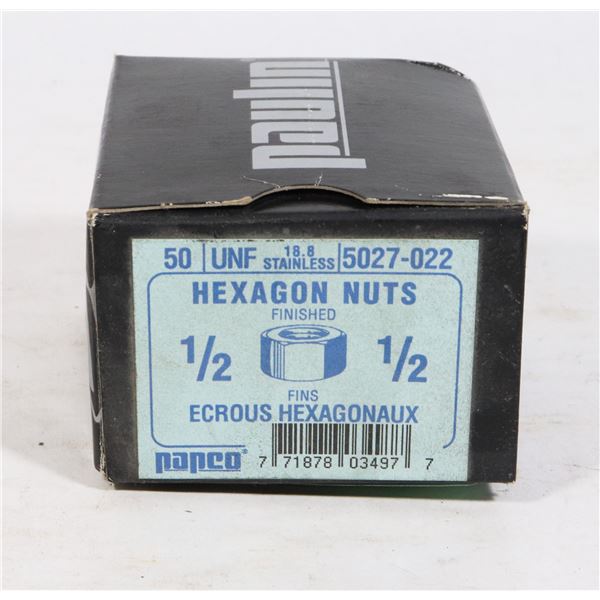 50 UNF 18.8 STAINLESS 5027-022
HEXAGON NUTS
FINISHED
1/2 1/2
FINS
ECROUS HEXAGONAUX
papco
7 71878 03497 7